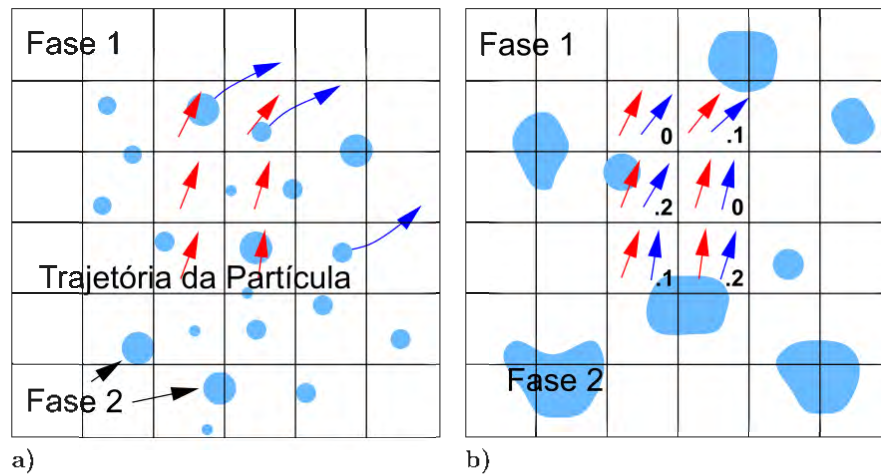 Fase 1
Trajetória da Partícula
Fase 2
a)
Fase 1
0
.1
.2
0
.1
.2
Fase 2
b)